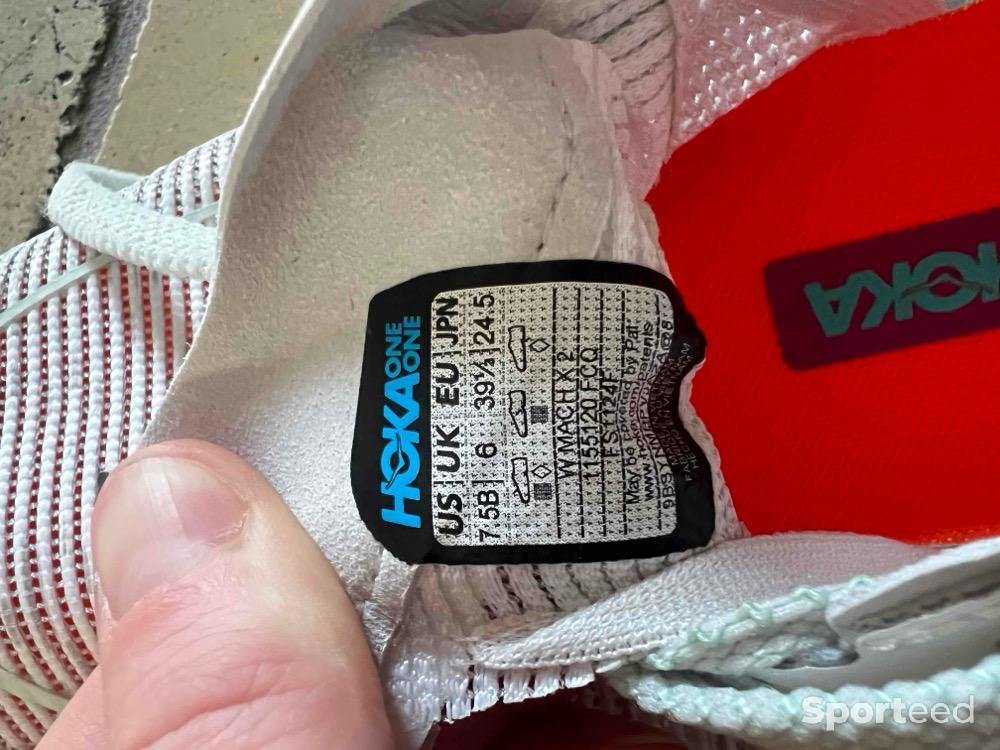 HOKA ONE ONE
US UK EU JPN
7.5B 6 39⅓ 24.5
W MACH X 2
1155120 FCQ
FS1124F
May be covered by Pat.
HOKA
Sporteed